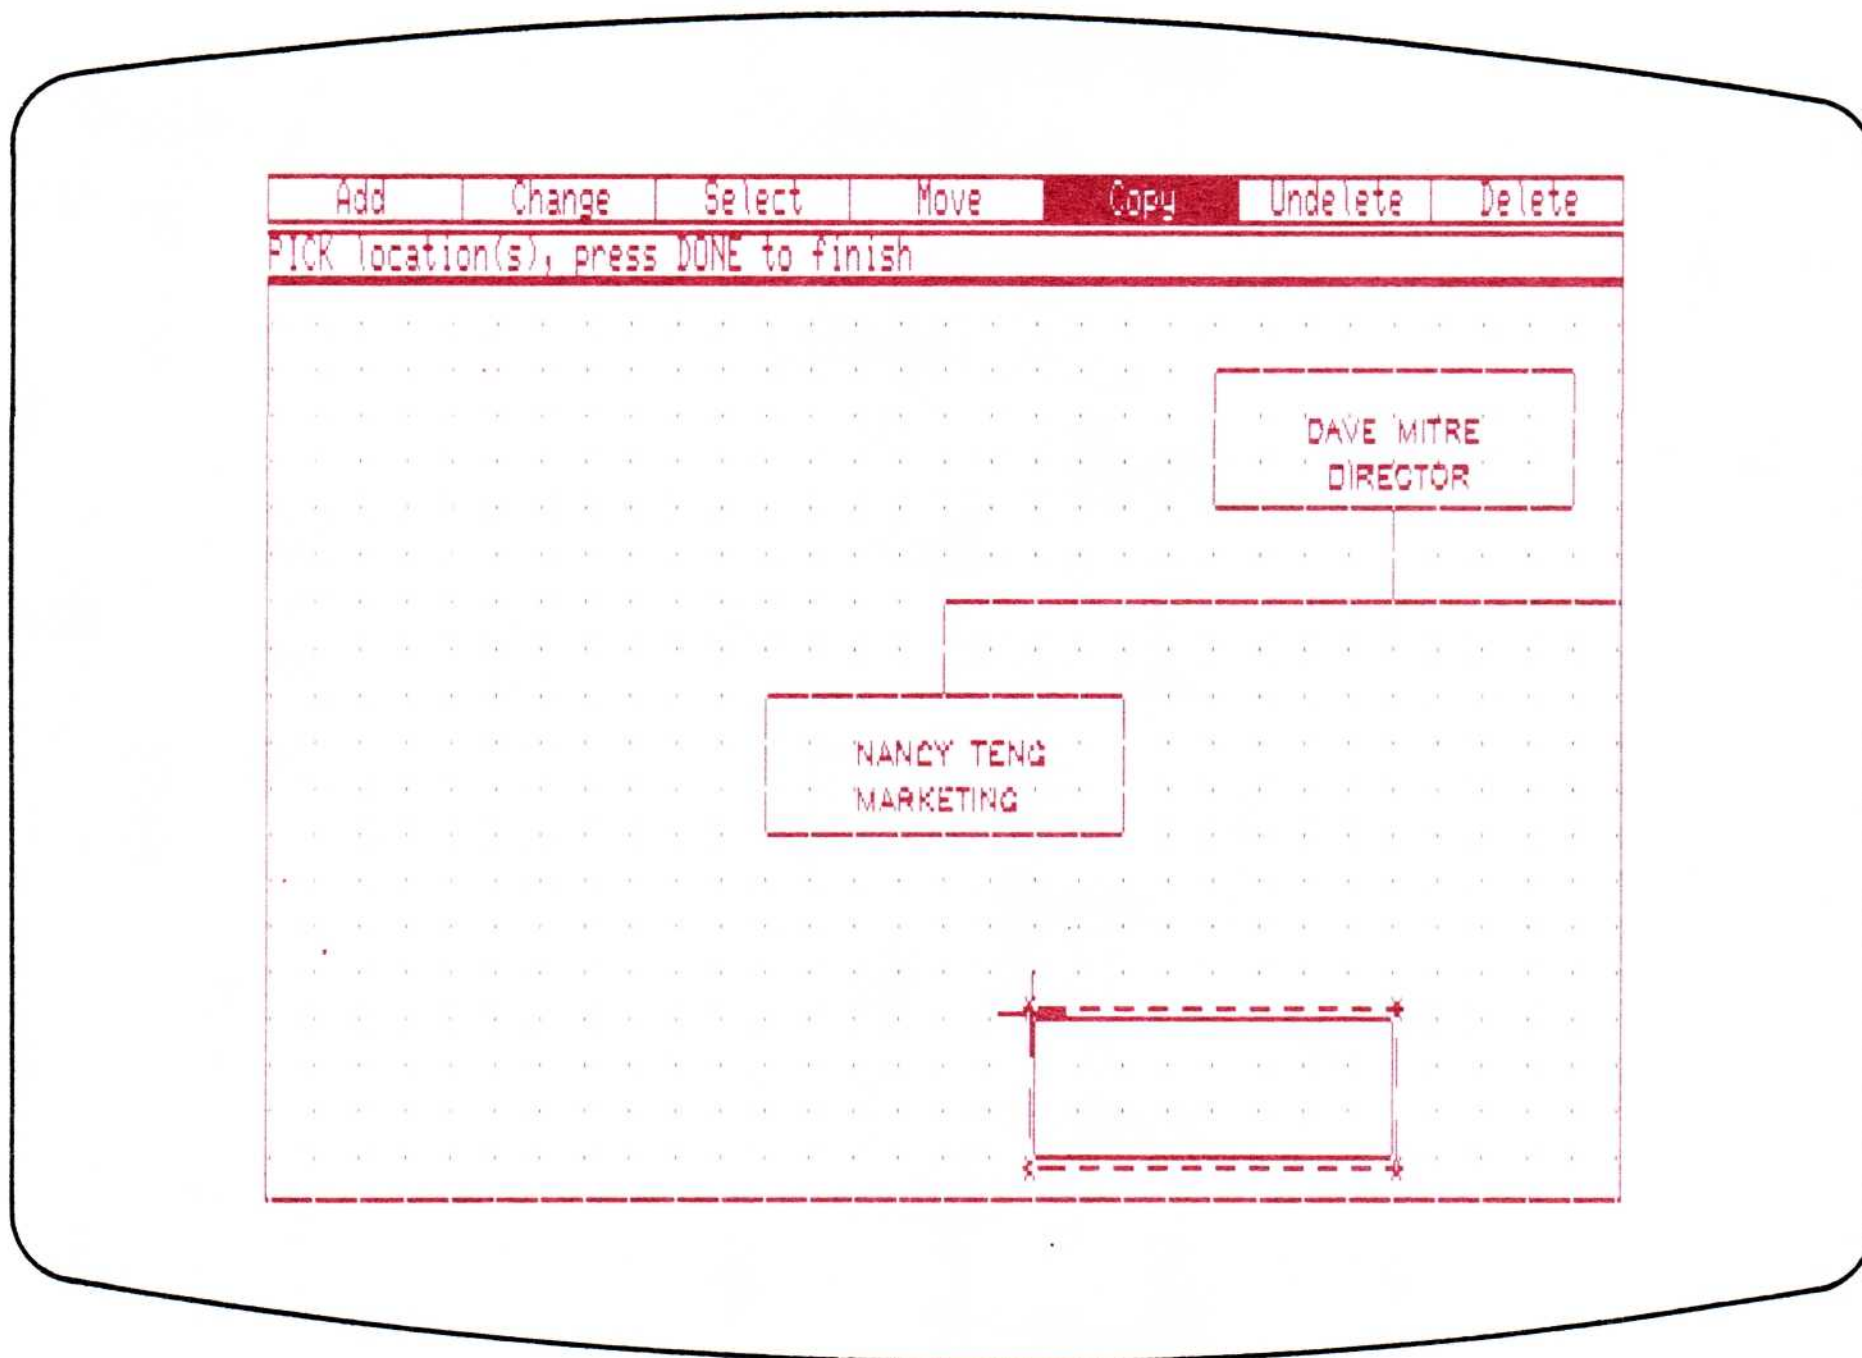 Add Change Select Move Copy Undelete Delete
PICK location(s), press DONE to finish
DAVE MITRE
DIRECTOR
NANCY TENG
MARKETING